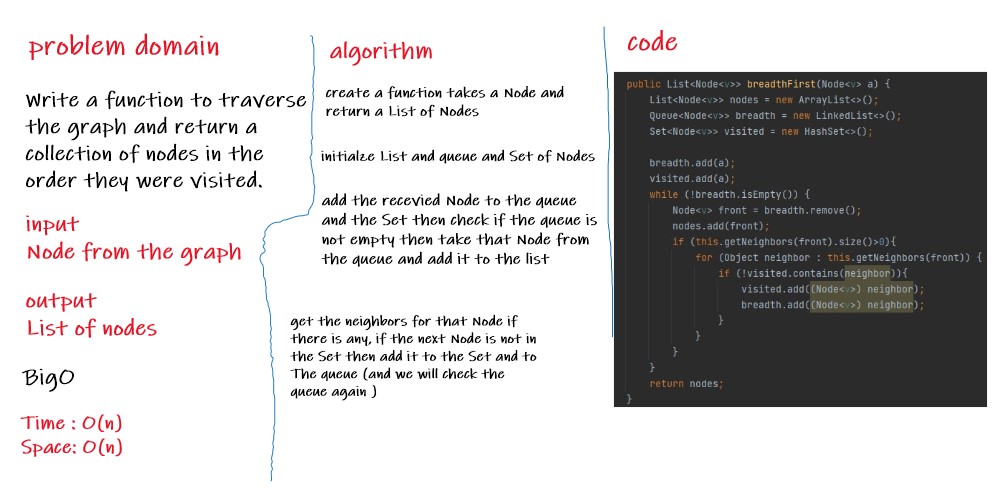 problem domain
Write a function to traverse
the graph and return a
collection of nodes in the
order they were visited.
input
Node from the graph
output
List of nodes
BigO
Time : O(n)
Space: O(n)
algorithm
create a function takes a Node and
return a List of Nodes
initialze List and queue and Set of Nodes
add the recevied Node to the queue
and the Set then check if the queue is
not empty then take that Node from
the queue and add it to the list
get the neighbors for that Node if
there is any, if the next Node is not in
the Set then add it to the Set and to
The queue (and we will check the
queue again )
code
public List<Node<v>> breadthFirst(Node<v> a) {
List<Node<v>> nodes = new ArrayList<>();
Queue<Node<v>> breadth = new LinkedList<>();
Set<Node<v>> visited = new HashSet<>();
breadth.add(a);
visited.add(a);
while (!breadth.isEmpty()) {
Node<v> front = breadth.remove();
nodes.add(front);
if (this.getNeighbors(front).size()>0){
for (Object neighbor : this.getNeighbors(front)) {
if (!visited.contains(neighbor)){
visited.add((Node<v>) neighbor);
breadth.add((Node<v>) neighbor);
}
}
}
}
return nodes;
}